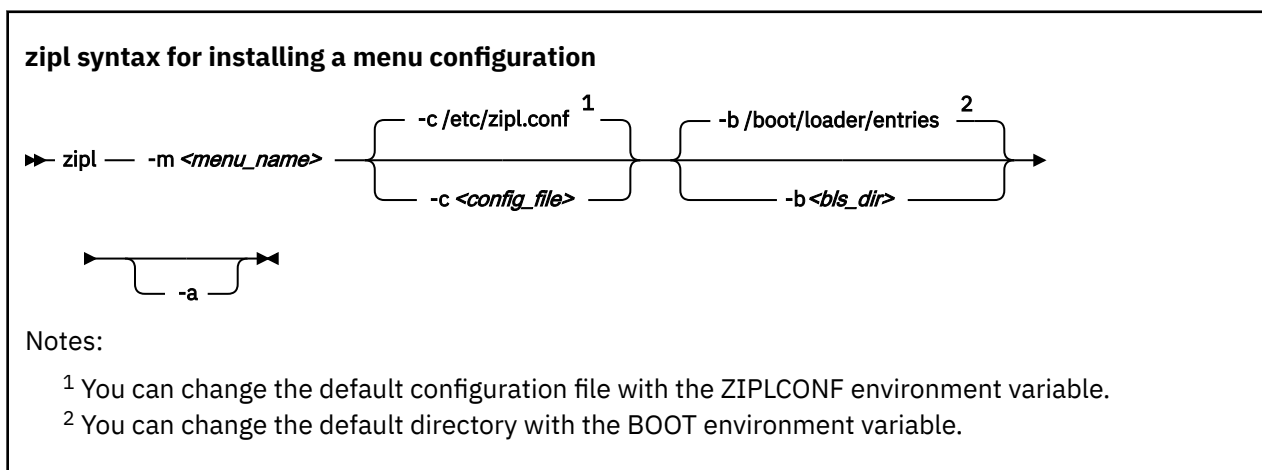 zipl syntax for installing a menu configuration
-c /etc/zipl.conf 1 -b /boot/loader/entries 2
zipl -m <menu_name>
-c <config_file> -b<bls_dir>
-a
Notes:
1 You can change the default configuration file with the ZIPLCONF environment variable.
2 You can change the default directory with the BOOT environment variable.